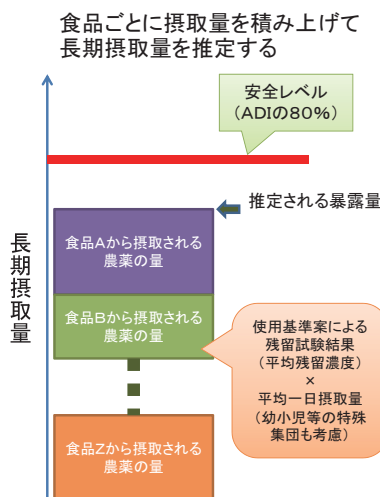 食品ごとに摂取量を積み上げて
長期摂取量を推定する
安全レベル
（ADIの80%）
推定される暴露量
長期摂取量
食品Aから摂取される
農薬の量
食品Bから摂取される
農薬の量
使用基準案による
残留試験結果
（平均残留濃度）
×
平均一日摂取量
（幼小児等の特殊
集団も考慮）
食品Zから摂取される
農薬の量